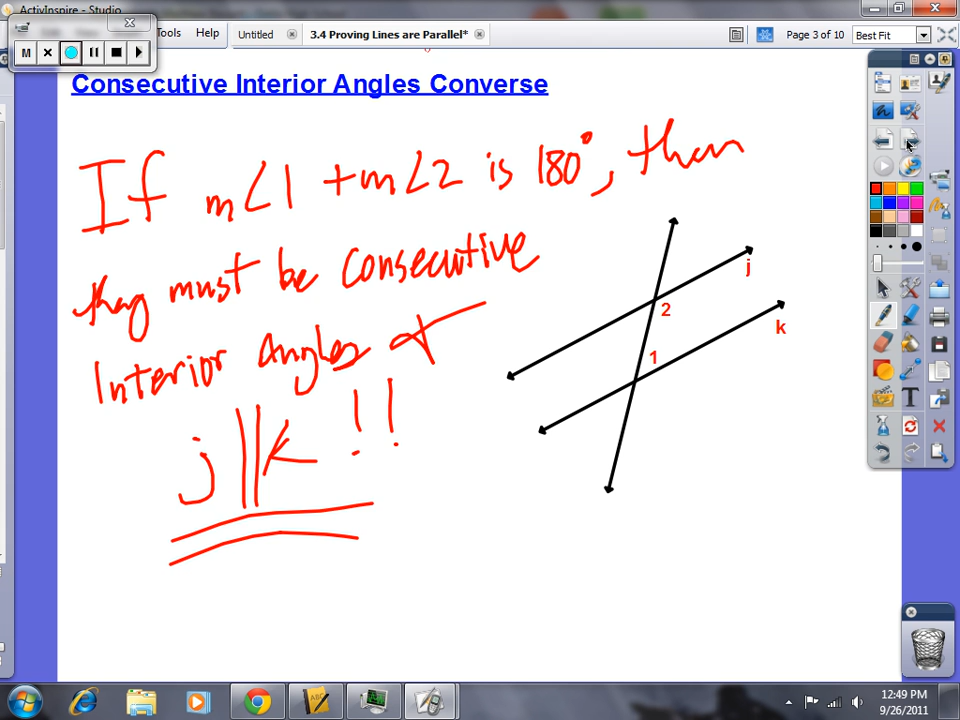 ActivInspire - Studio
Tools Help
Untitled
3.4 Proving Lines are Parallel*
Page 3 of 10
Best Fit
M
Consecutive Interior Angles Converse
If m∠1 + m∠2 is 180°, then
they must be consecutive
Interior Angles &
j || k !!
j
2
k
1
T
ABC
12:49 PM
9/26/2011